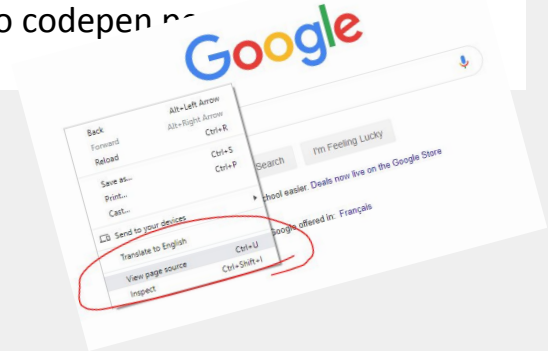 o codepen
Google
Back Alt+Left Arrow
Forward Alt+Right Arrow
Reload Ctrl+R
Save as... Ctrl+S
Print... Ctrl+P
Cast...
Send to your devices
Translate to English
View page source Ctrl+U
Inspect Ctrl+Shift+I
Search I'm Feeling Lucky
hool easier. Deals now live on the Google Store
Google offered in: Français